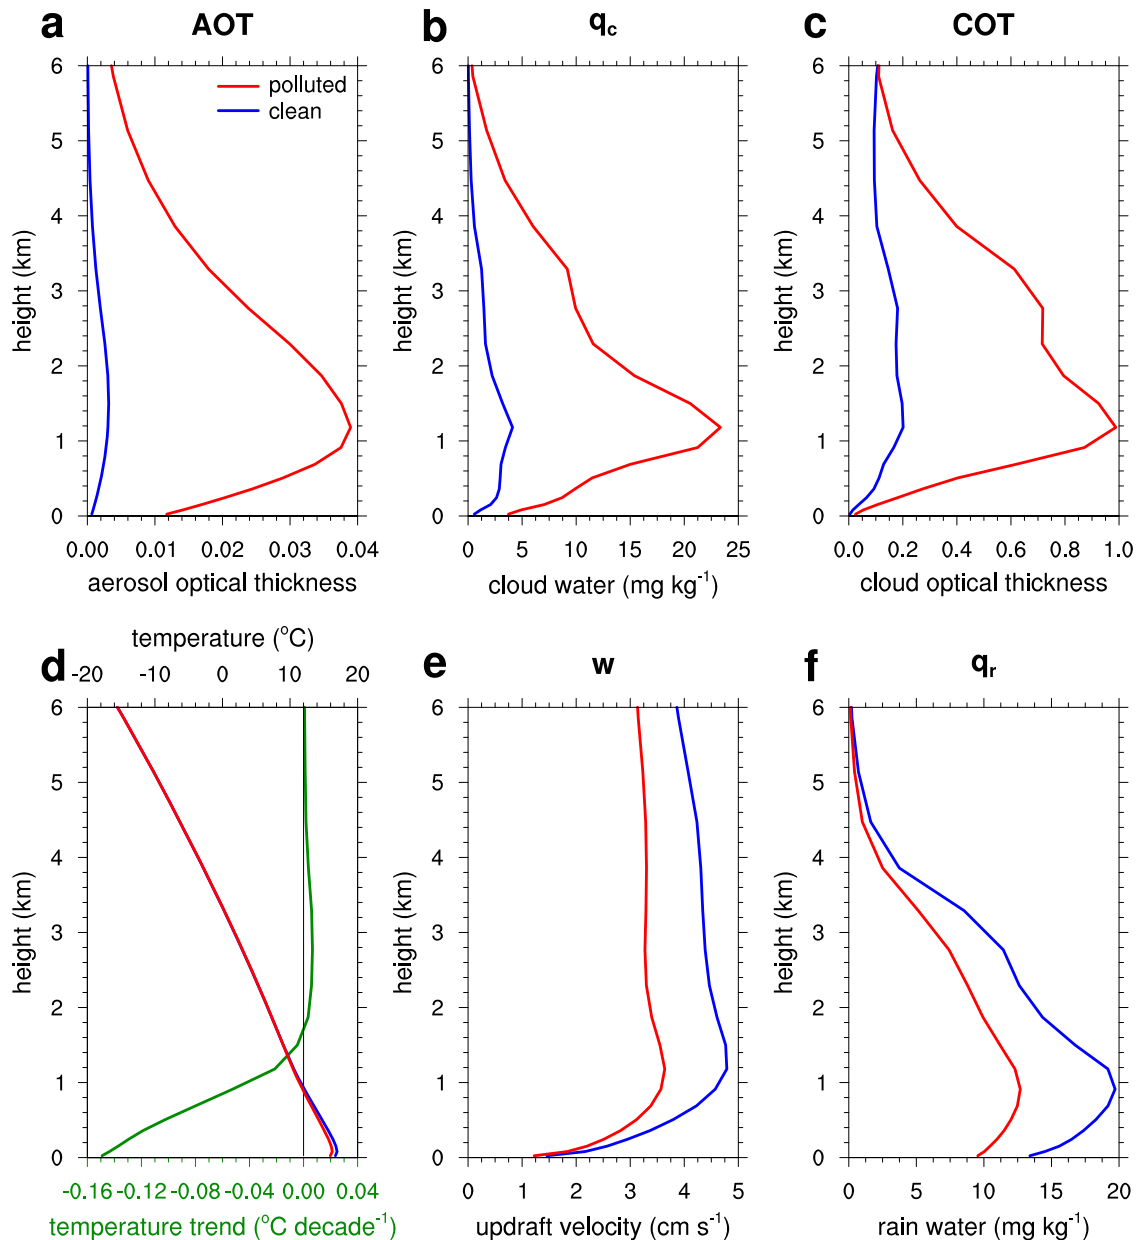 a AOT
b qc
c COT
6
5
4
3
2
1
0
height (km)
polluted
clean
0.00 0.01 0.02 0.03 0.04
aerosol optical thickness
6
5
4
3
2
1
0
height (km)
0 5 10 15 20 25
cloud water (mg kg-1)
6
5
4
3
2
1
0
height (km)
0.0 0.2 0.4 0.6 0.8 1.0
cloud optical thickness
d temperature (oC)
-20 -10 0 10 20
6
5
4
3
2
1
0
height (km)
-0.16 -0.12 -0.08 -0.04 0.00 0.04
temperature trend (oC decade-1)
e w
6
5
4
3
2
1
0
height (km)
0 1 2 3 4 5
updraft velocity (cm s-1)
f qr
6
5
4
3
2
1
0
height (km)
0 5 10 15 20
rain water (mg kg-1)